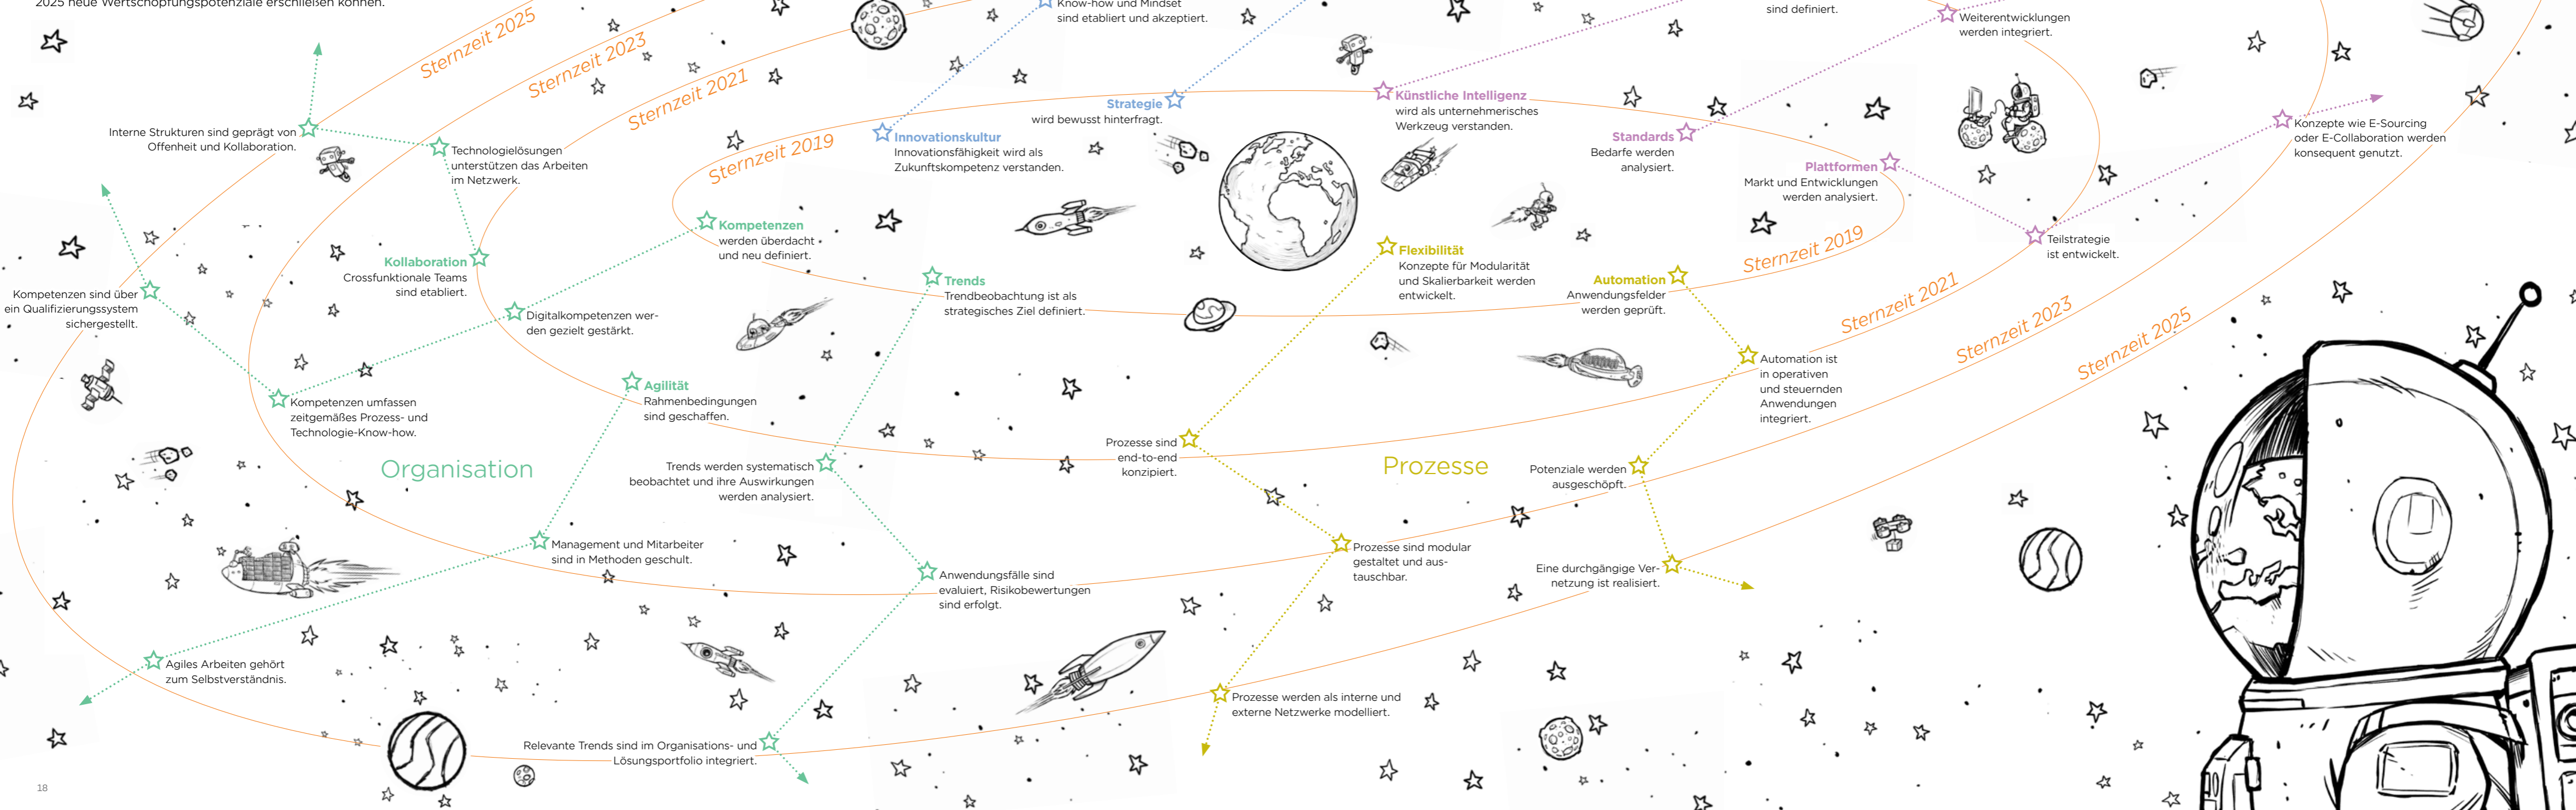 2025 neue Wertschöpfungspotenziale erschließen können.
Know-how und Mindset
sind etabliert und akzeptiert.
sind definiert.
Weiterentwicklungen
werden integriert.
Sternzeit 2025
Sternzeit 2023
Sternzeit 2021
Sternzeit 2019
Strategie
wird bewusst hinterfragt.
Innovationskultur
Innovationsfähigkeit wird als
Zukunftskompetenz verstanden.
Künstliche Intelligenz
wird als unternehmerisches
Werkzeug verstanden.
Standards
Bedarfe werden
analysiert.
Plattformen
Markt und Entwicklungen
werden analysiert.
Konzepte wie E-Sourcing
oder E-Collaboration werden
konsequent genutzt.
Teilstrategie
ist entwickelt.
Interne Strukturen sind geprägt von
Offenheit und Kollaboration.
Technologielösungen
unterstützen das Arbeiten
im Netzwerk.
Kollaboration
Crossfunktionale Teams
sind etabliert.
Kompetenzen
werden überdacht
und neu definiert.
Kompetenzen sind über
ein Qualifizierungssystem
sichergestellt.
Digitalkompetenzen wer-
den gezielt gestärkt.
Kompetenzen umfassen
zeitgemäßes Prozess- und
Technologie-Know-how.
Trends
Trendbeobachtung ist als
strategisches Ziel definiert.
Flexibilität
Konzepte für Modularität
und Skalierbarkeit werden
entwickelt.
Automation
Anwendungsfelder
werden geprüft.
Sternzeit 2019
Sternzeit 2021
Sternzeit 2023
Sternzeit 2025
Automation ist
in operativen
und steuernden
Anwendungen
integriert.
Agilität
Rahmenbedingungen
sind geschaffen.
Organisation
Trends werden systematisch
beobachtet und ihre Auswirkungen
werden analysiert.
Prozesse sind
end-to-end
konzipiert.
Prozesse
Potenziale werden
ausgeschöpft.
Management und Mitarbeiter
sind in Methoden geschult.
Anwendungsfälle sind
evaluiert, Risikobewertungen
sind erfolgt.
Prozesse sind modular
gestaltet und aus-
tauschbar.
Eine durchgängige Ver-
netzung ist realisiert.
Agiles Arbeiten gehört
zum Selbstverständnis.
Prozesse werden als interne und
externe Netzwerke modelliert.
Relevante Trends sind im Organisations- und
Lösungsportfolio integriert.
18